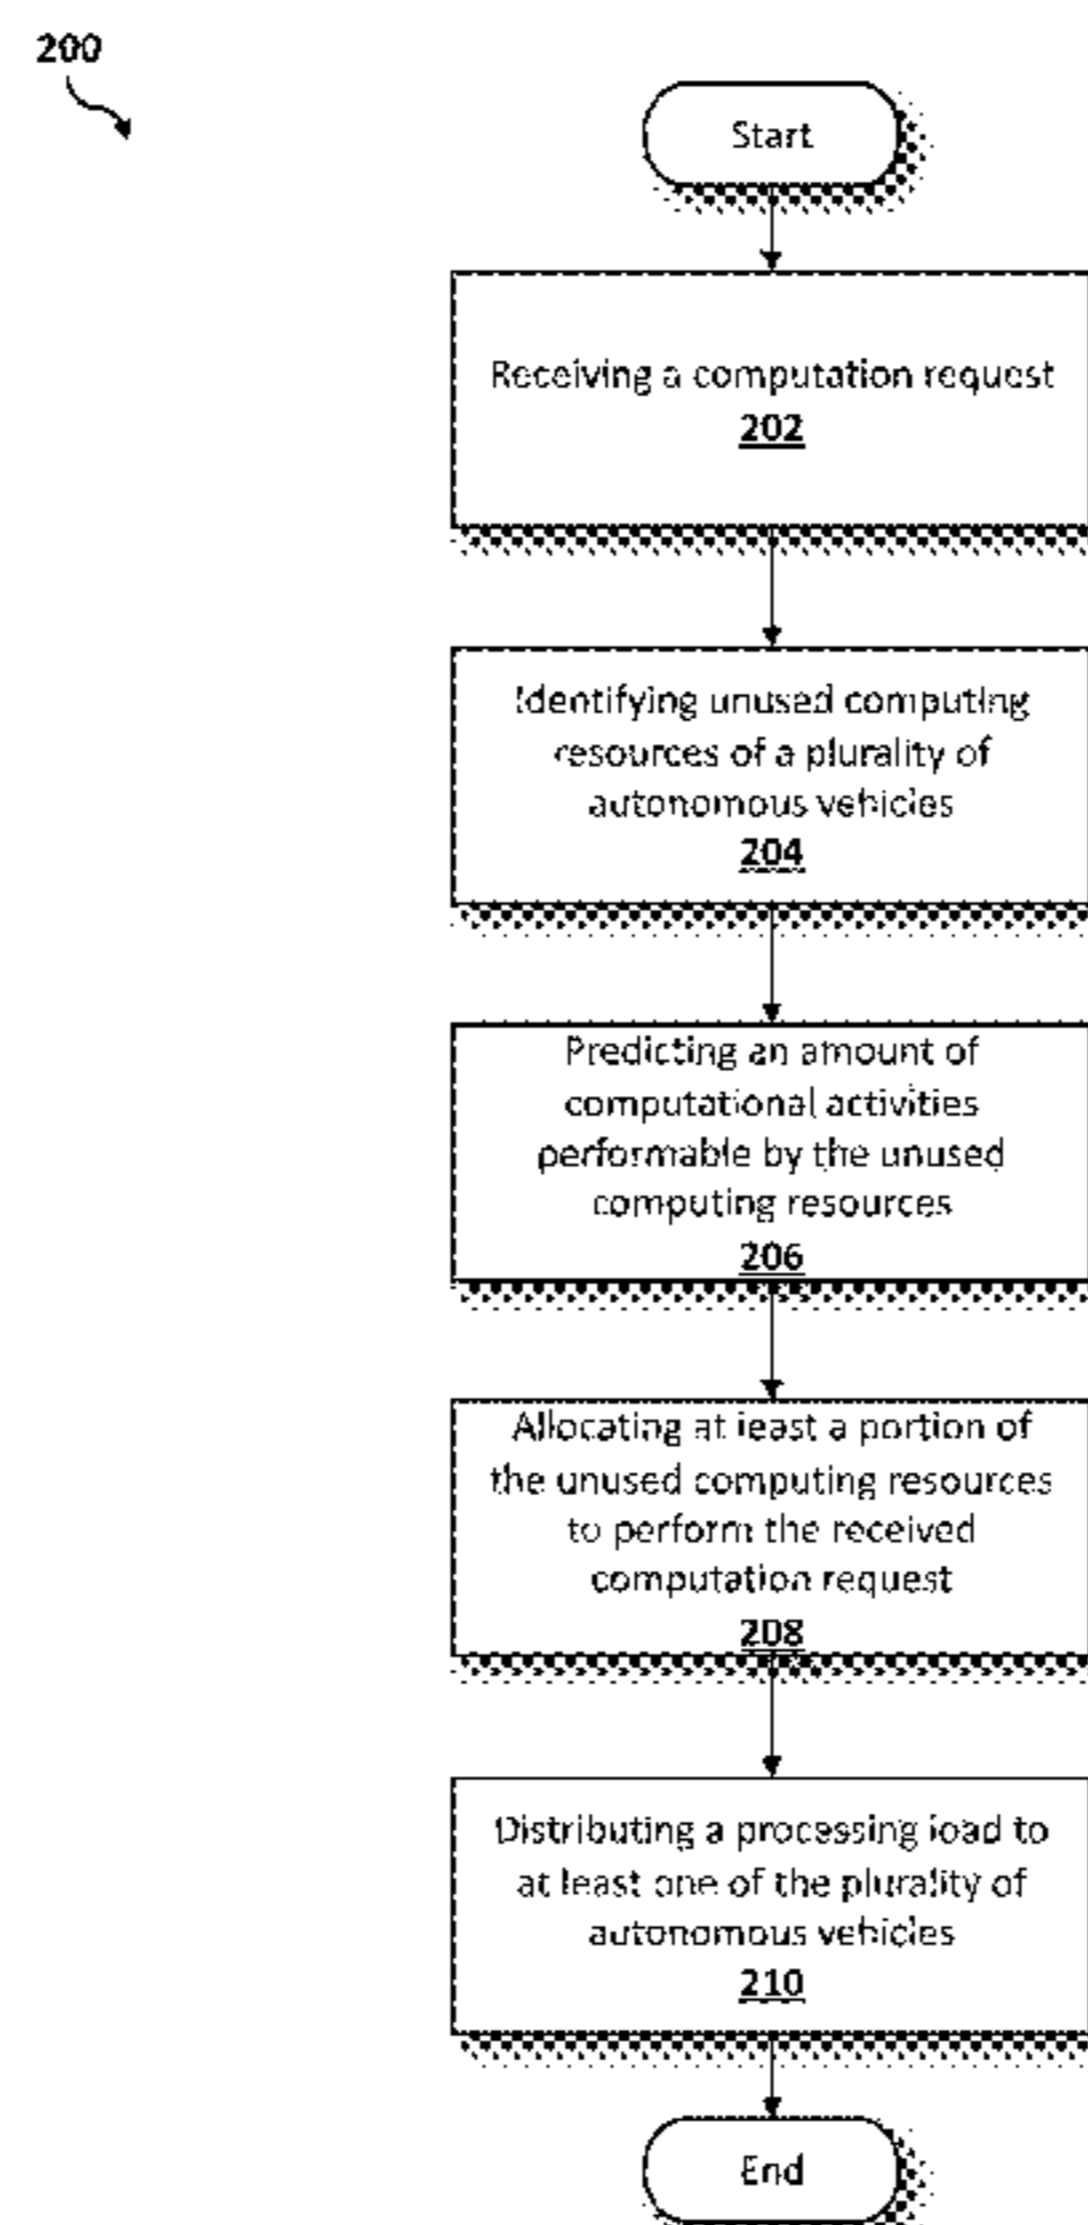 200
Start
Receiving a computation request
202
Identifying unused computing
resources of a plurality of
autonomous vehicles
204
Predicting an amount of
computational activities
performable by the unused
computing resources
206
Allocating at least a portion of
the unused computing resources
to perform the received
computation request
208
Distributing a processing load to
at least one of the plurality of
autonomous vehicles
210
End